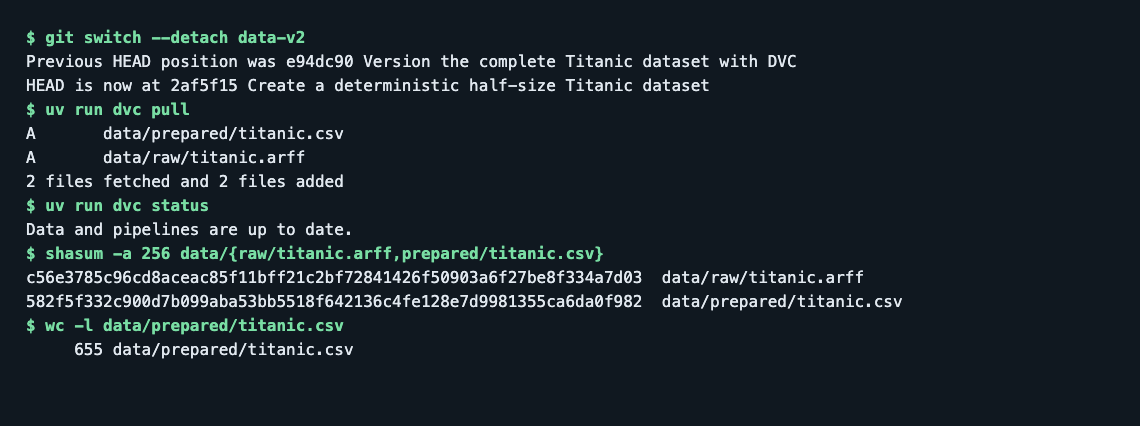 $ git switch --detach data-v2
Previous HEAD position was e94dc90 Version the complete Titanic dataset with DVC
HEAD is now at 2af5f15 Create a deterministic half-size Titanic dataset
$ uv run dvc pull
A       data/prepared/titanic.csv
A       data/raw/titanic.arff
2 files fetched and 2 files added
$ uv run dvc status
Data and pipelines are up to date.
$ shasum -a 256 data/{raw/titanic.arff,prepared/titanic.csv}
c56e3785c96cd8aceac85f11bff21c2bf72841426f50903a6f27be8f334a7d03  data/raw/titanic.arff
582f5f332c900d7b099aba53bb5518f642136c4fe128e7d9981355ca6da0f982  data/prepared/titanic.csv
$ wc -l data/prepared/titanic.csv
     655 data/prepared/titanic.csv